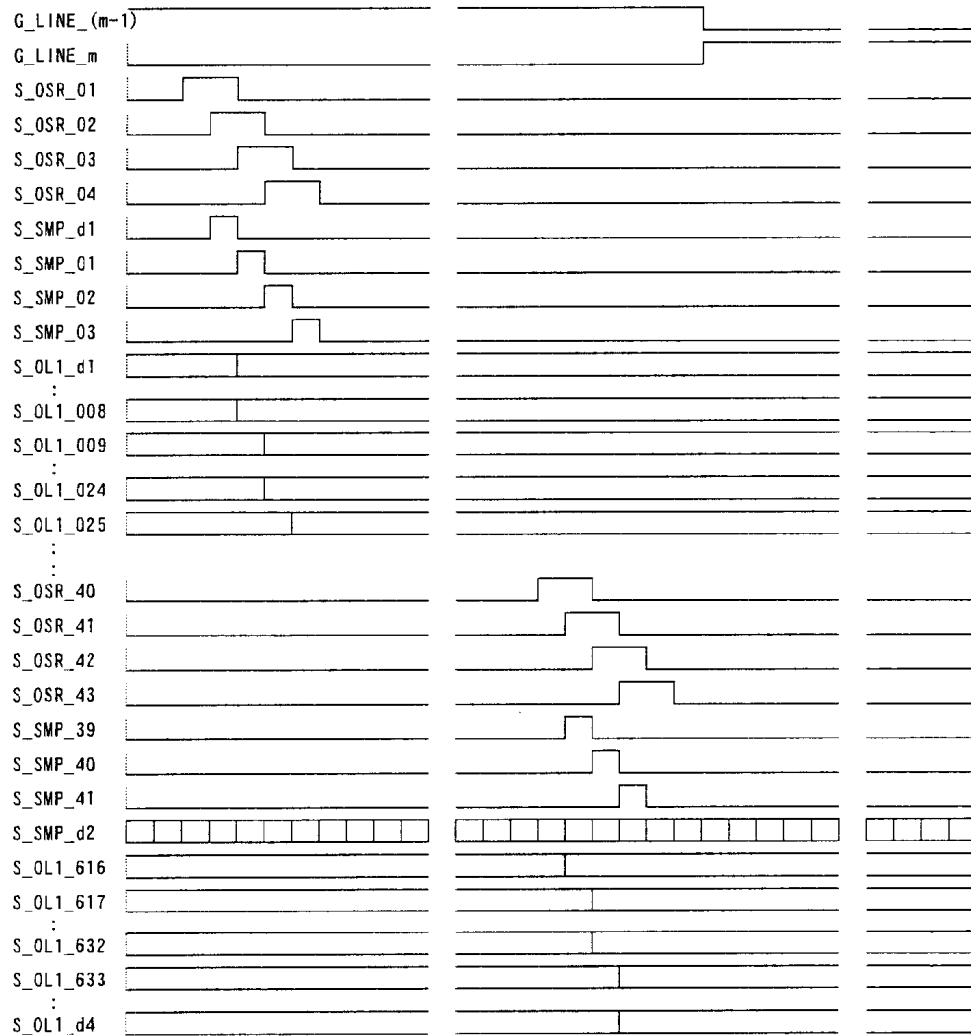 G_LINE_(m-1)
G_LINE_m
S_OSR_01
S_OSR_02
S_OSR_03
S_OSR_04
S_SMP_d1
S_SMP_01
S_SMP_02
S_SMP_03
S_OL1_d1
:
S_OL1_008
S_OL1_009
:
S_OL1_024
S_OL1_025
:
:
S_OSR_40
S_OSR_41
S_OSR_42
S_OSR_43
S_SMP_39
S_SMP_40
S_SMP_41
S_SMP_d2
S_OL1_616
S_OL1_617
:
S_OL1_632
S_OL1_633
:
S_OL1_d4